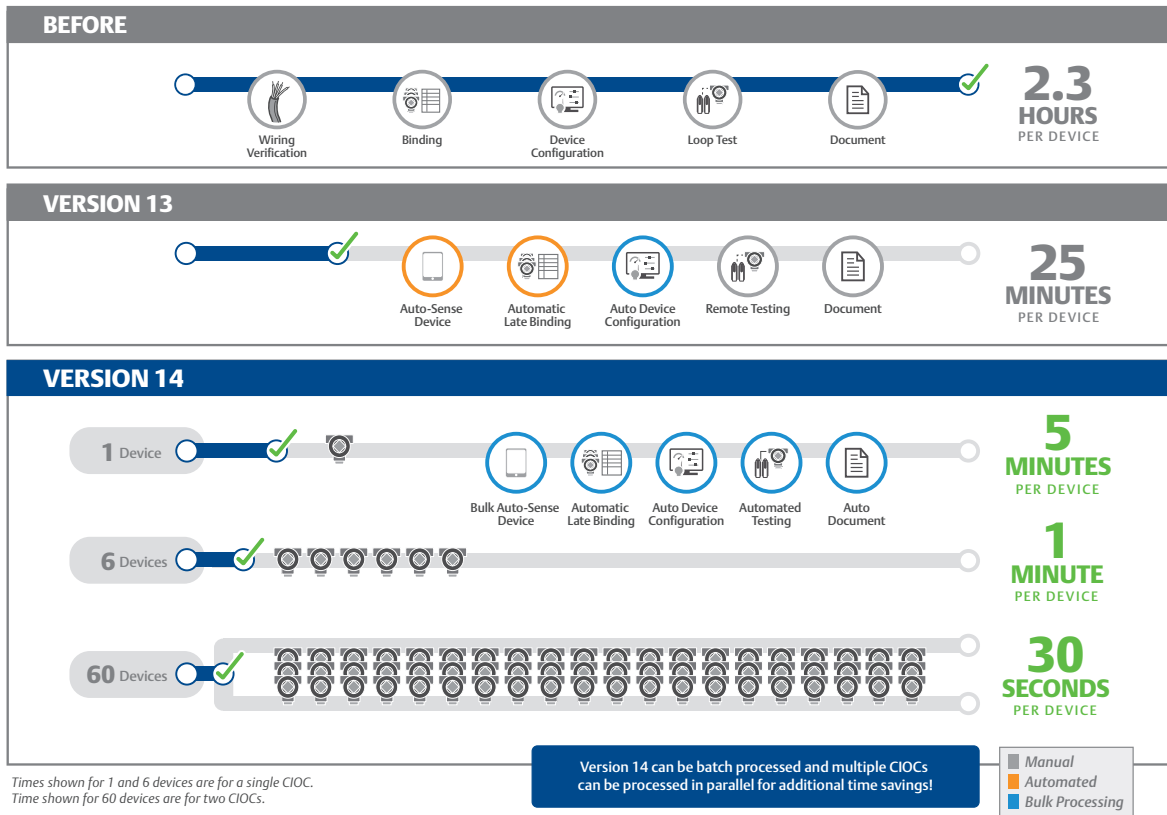 BEFORE
Wiring
Verification
Binding
Device
Configuration
Loop Test
Document
2.3
HOURS
PER DEVICE
VERSION 13
Auto-Sense
Device
Automatic
Late Binding
Auto Device
Configuration
Remote Testing
Document
25
MINUTES
PER DEVICE
VERSION 14
1 Device
Bulk Auto-Sense
Device
Automatic
Late Binding
Auto Device
Configuration
Automated
Testing
Auto
Document
5
MINUTES
PER DEVICE
6 Devices
1
MINUTE
PER DEVICE
60 Devices
30
SECONDS
PER DEVICE
Times shown for 1 and 6 devices are for a single CIOC.
Time shown for 60 devices are for two CIOCs.
Version 14 can be batch processed and multiple CIOCs
can be processed in parallel for additional time savings!
Manual
Automated
Bulk Processing